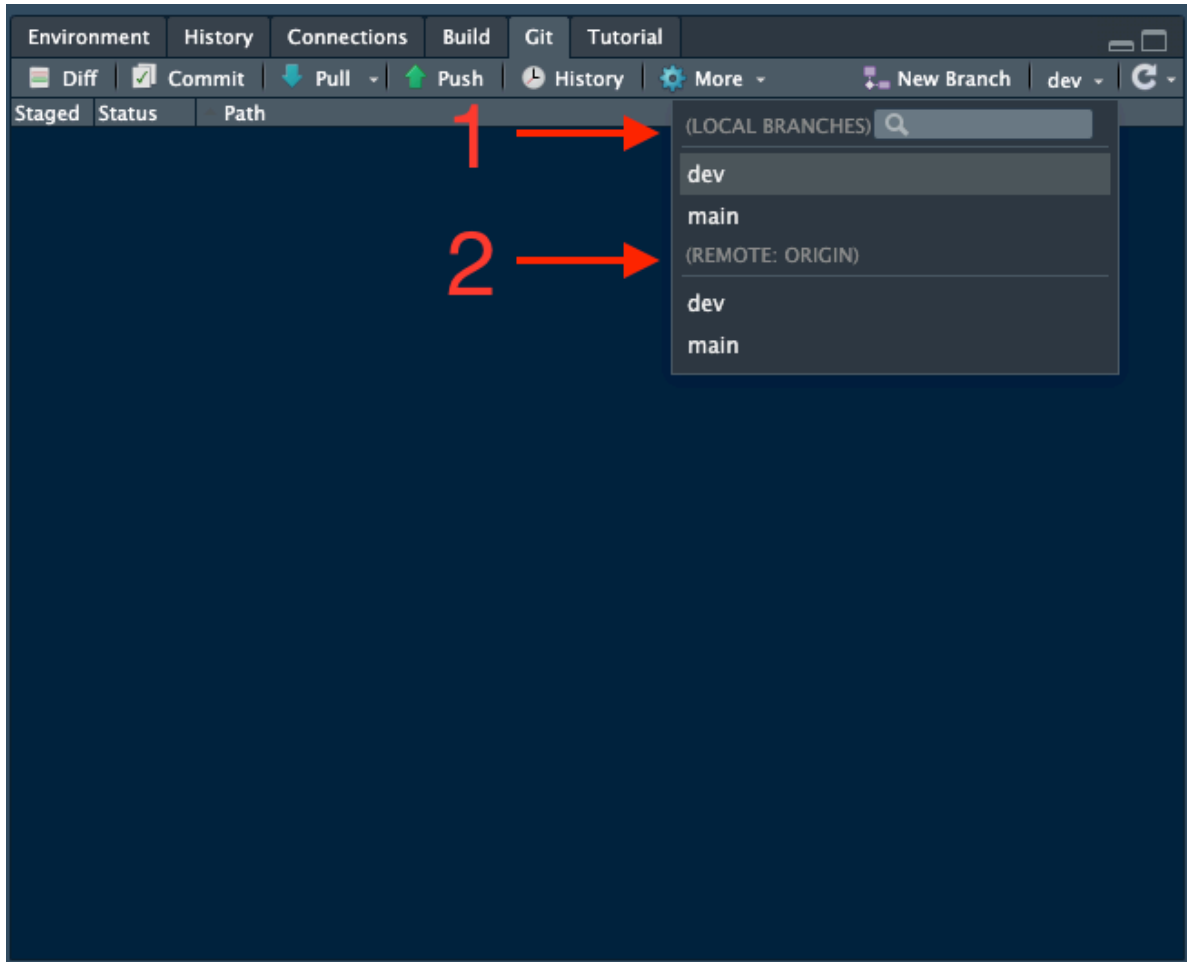 Environment History Connections Build Git Tutorial
Diff Commit Pull Push History More New Branch dev
Staged Status Path
1 (LOCAL BRANCHES)
dev
main
2 (REMOTE: ORIGIN)
dev
main